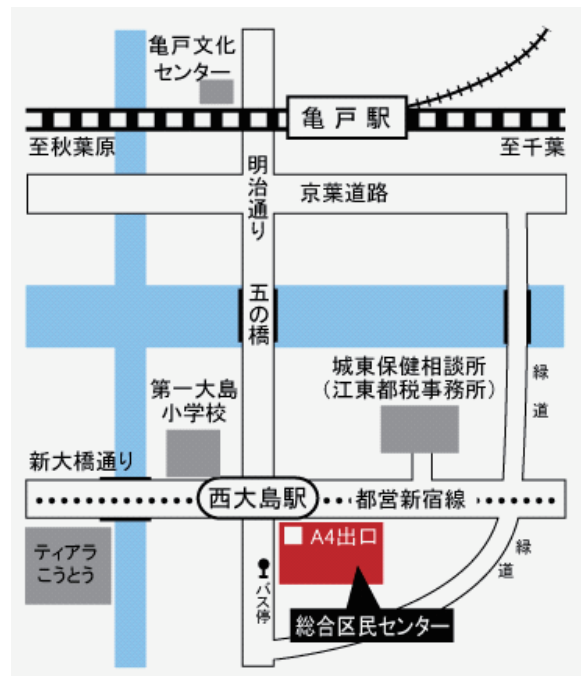 亀戸文化
センター
亀戸駅
至秋葉原
至千葉
明治通り
京葉道路
五の橋
城東保健相談所
(江東都税事務所)
緑道
第一大島
小学校
新大橋通り
西大島駅
都営新宿線
A4出口
ティアラ
こうとう
バス停
緑道
総合区民センター